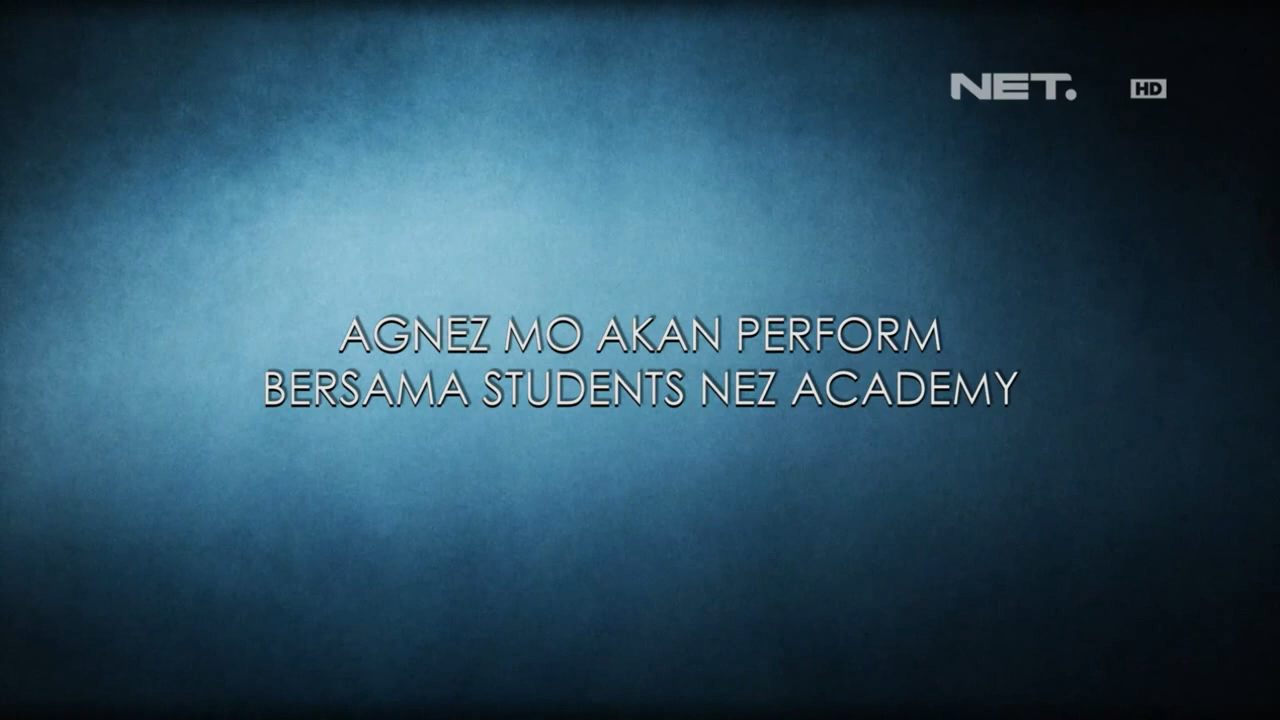 NET.
HD
AGNEZ MO AKAN PERFORM
BERSAMA STUDENTS NEZ ACADEMY